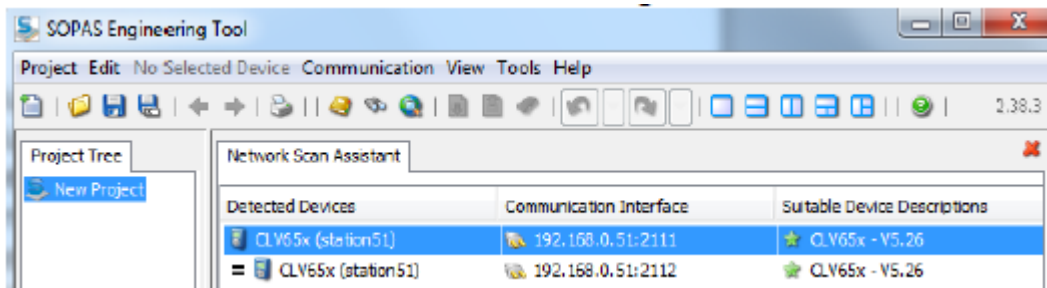 SOPAS Engineering Tool
Project Edit No Selected Device Communication View Tools Help
2.38.3
Project Tree
Network Scan Assistant
New Project
Detected Devices Communication Interface Suitable Device Descriptions
CLV65x (station51) 192.168.0.51:2111 CLV65x - V5.26
= CLV65x (station51) 192.168.0.51:2112 CLV65x - V5.26